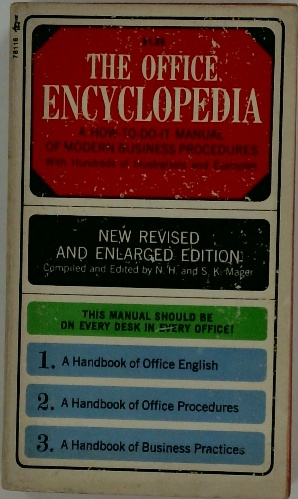 78116
$1.25
THE OFFICE
ENCYCLOPEDIA
A HOW-TO-DO-IT MANUAL
OF MODERN BUSINESS PROCEDURES
With Hundreds of Illustrations and Examples
NEW REVISED
AND ENLARGED EDITION
Compiled and Edited by N. H. and S. K. Mager
THIS MANUAL SHOULD BE
ON EVERY DESK IN EVERY OFFICE!
1. A Handbook of Office English
2. A Handbook of Office Procedures
3. A Handbook of Business Practices